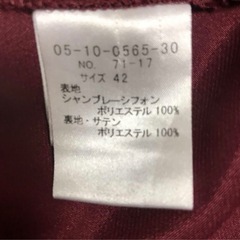 05-10-0565-30
NO. 71-17
サイズ 42
表地
シャンブレーシフォン
ポリエステル 100%
裏地・サテン
ポリエステル 100%